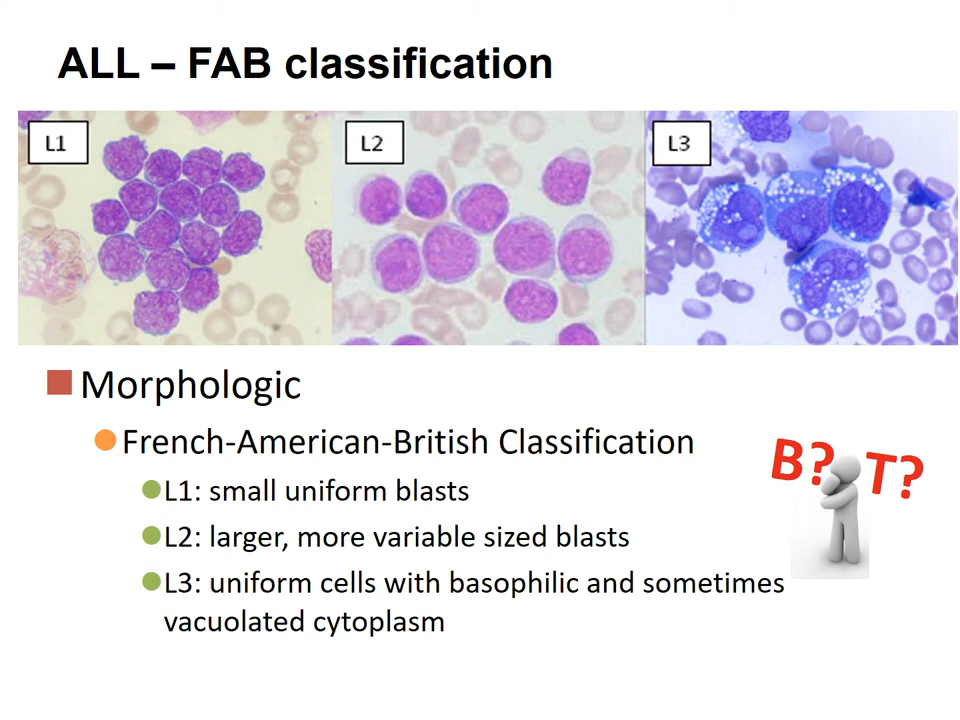 ALL – FAB classification
L1
L2
L3
Morphologic
French-American-British Classification
L1: small uniform blasts
L2: larger, more variable sized blasts
L3: uniform cells with basophilic and sometimes
vacuolated cytoplasm
B? T?